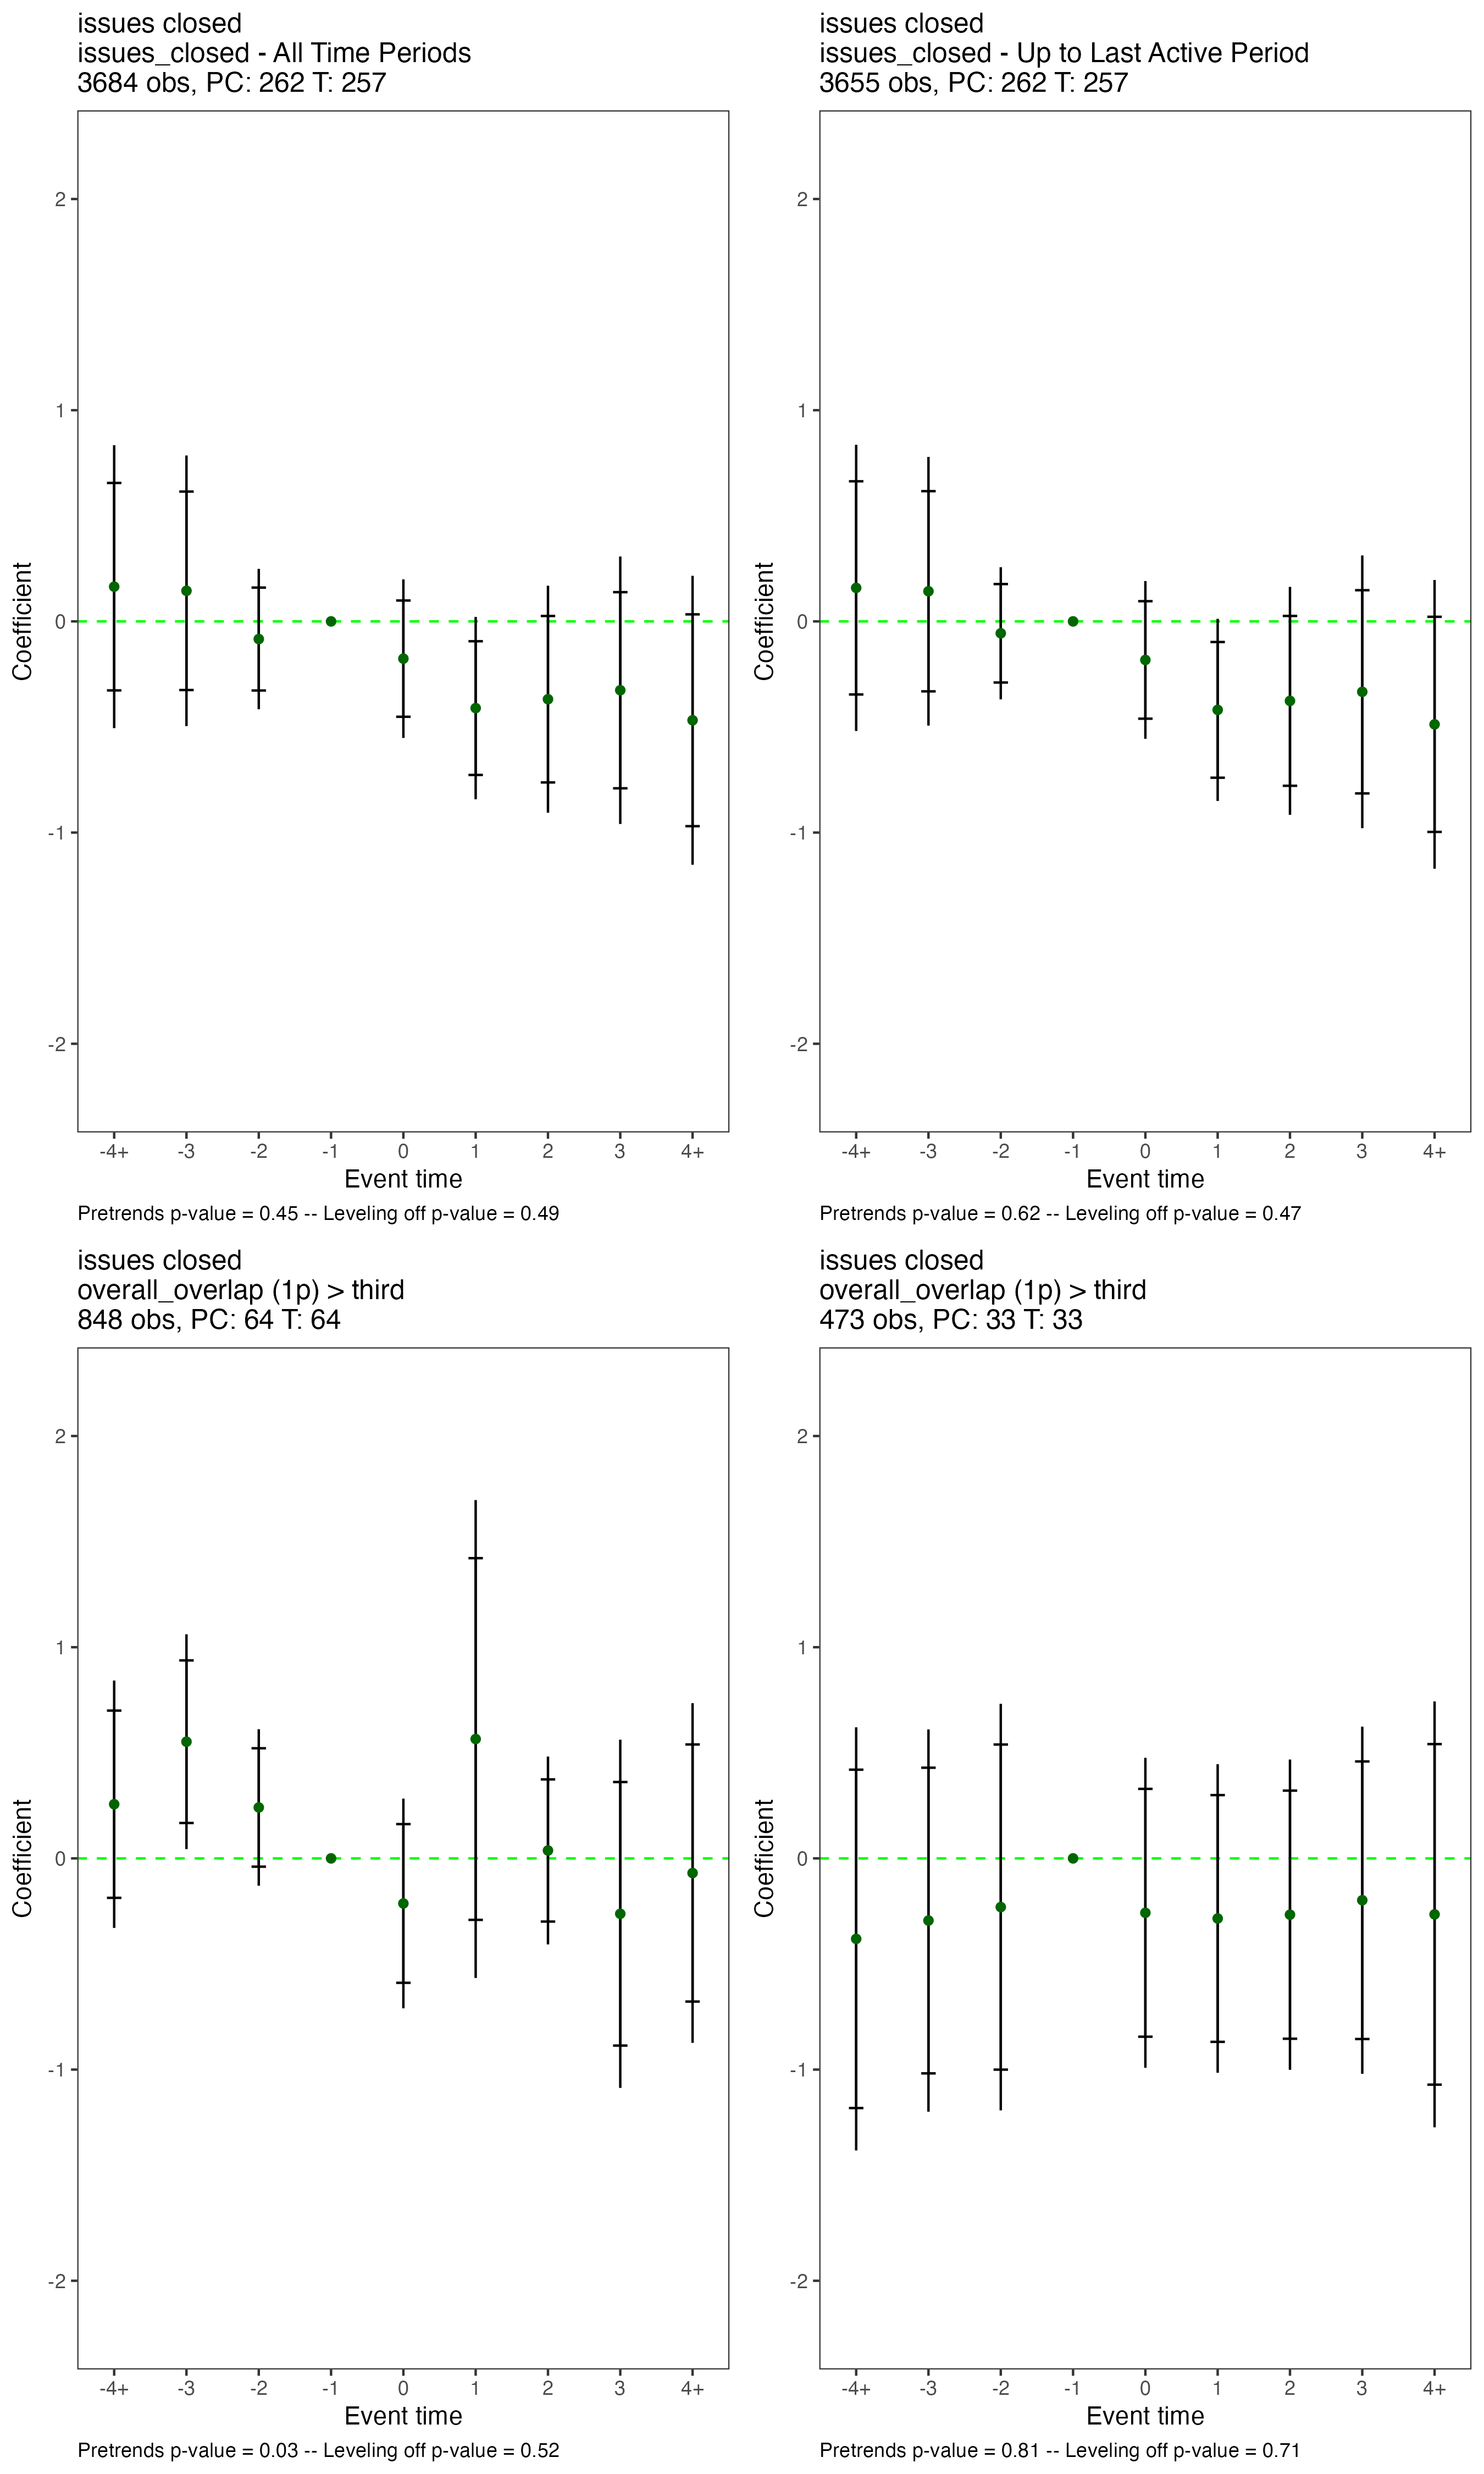 issues closed
issues_closed - All Time Periods
3684 obs, PC: 262 T: 257
2
1
0
-1
-2
Coefficient
-4+ -3 -2 -1 0 1 2 3 4+
Event time
Pretrends p-value = 0.45 -- Leveling off p-value = 0.49
issues closed
issues_closed - Up to Last Active Period
3655 obs, PC: 262 T: 257
2
1
0
-1
-2
Coefficient
-4+ -3 -2 -1 0 1 2 3 4+
Event time
Pretrends p-value = 0.62 -- Leveling off p-value = 0.47
issues closed
overall_overlap (1p) > third
848 obs, PC: 64 T: 64
2
1
0
-1
-2
Coefficient
-4+ -3 -2 -1 0 1 2 3 4+
Event time
Pretrends p-value = 0.03 -- Leveling off p-value = 0.52
issues closed
overall_overlap (1p) > third
473 obs, PC: 33 T: 33
2
1
0
-1
-2
Coefficient
-4+ -3 -2 -1 0 1 2 3 4+
Event time
Pretrends p-value = 0.81 -- Leveling off p-value = 0.71